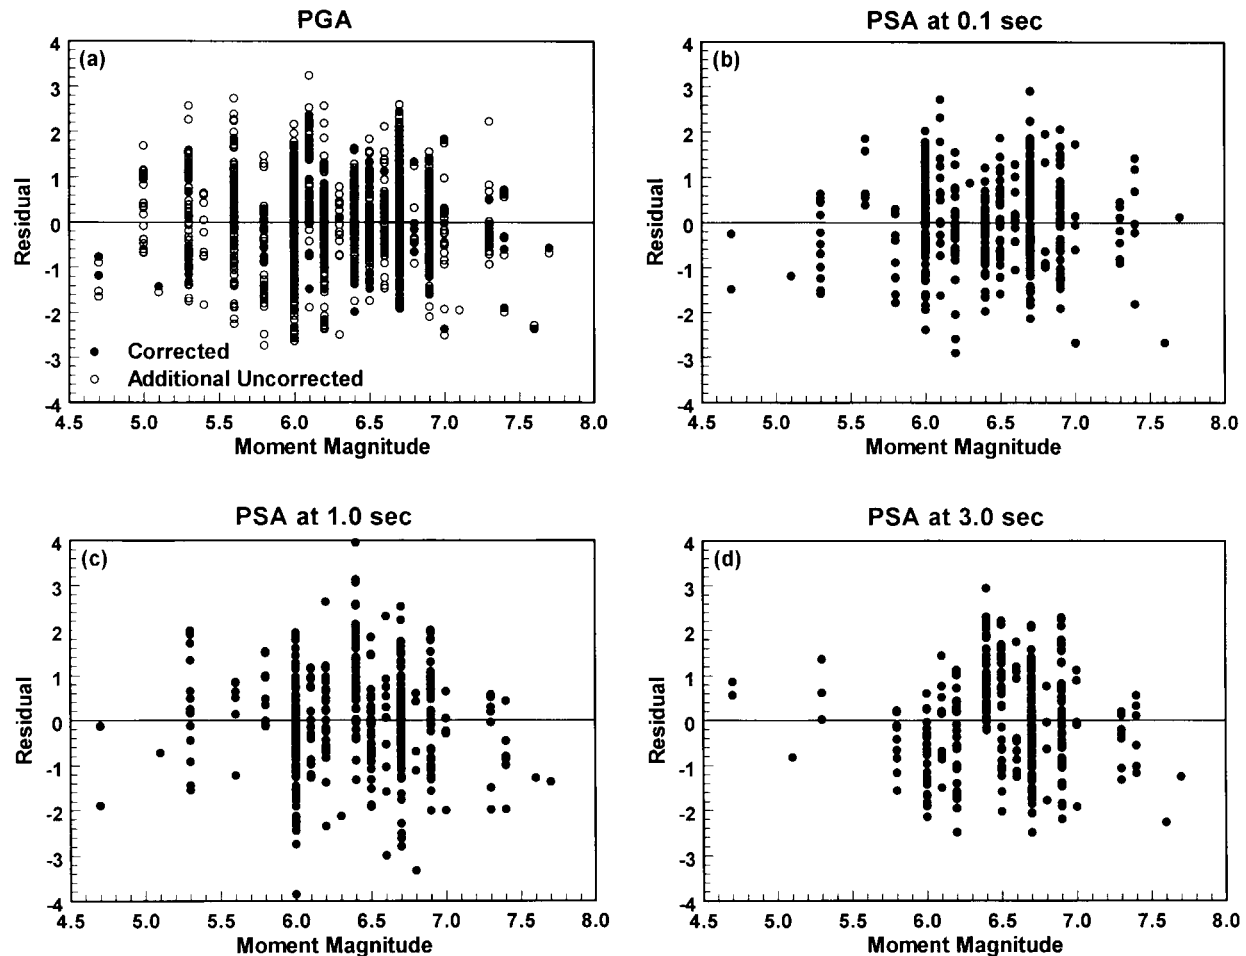 PGA
(a)
4
3
2
1
0
-1
-2
-3
-4
Residual
Corrected
Additional Uncorrected
4.5 5.0 5.5 6.0 6.5 7.0 7.5 8.0
Moment Magnitude
PSA at 0.1 sec
(b)
4
3
2
1
0
-1
-2
-3
-4
Residual
4.5 5.0 5.5 6.0 6.5 7.0 7.5 8.0
Moment Magnitude
PSA at 1.0 sec
(c)
4
3
2
1
0
-1
-2
-3
-4
Residual
4.5 5.0 5.5 6.0 6.5 7.0 7.5 8.0
Moment Magnitude
PSA at 3.0 sec
(d)
4
3
2
1
0
-1
-2
-3
-4
Residual
4.5 5.0 5.5 6.0 6.5 7.0 7.5 8.0
Moment Magnitude